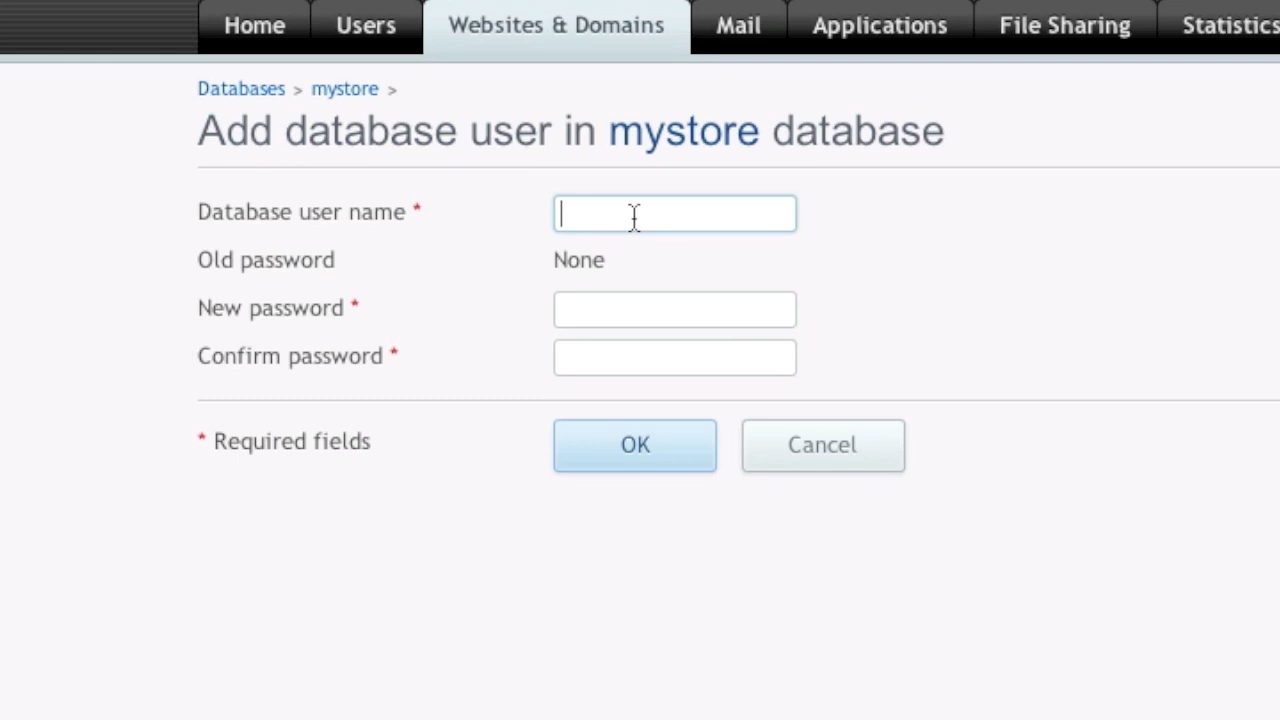 Home Users Websites & Domains Mail Applications File Sharing Statistics
Databases > mystore >
Add database user in mystore database
Database user name *
Old password None
New password *
Confirm password *
* Required fields OK Cancel